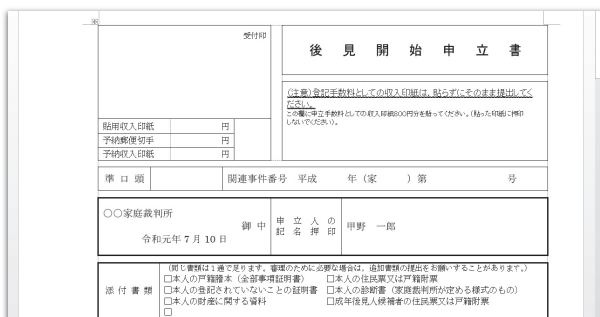 ※
受付印
後見開始申立書
(注意)登記手数料としての収入印紙は、貼らずにそのまま提出してく
ださい。
この欄に申立手数料としての収入印紙800円分を貼ってください。(貼った印紙に押印
しないでください)。
貼用収入印紙 円
予納郵便切手 円
予納収入印紙 円
準口頭 関連事件番号 平成 年(家 )第 号
○○家庭裁判所
御中
令和元年7月10日
申立人の
記名押印
甲野 一郎
添付書類
(同じ書類は1通で足ります。審理のために必要な場合は、追加書類の提出をお願いすることがあります。)
□本人の戸籍謄本(全部事項証明書) □本人の住民票又は戸籍附票
□本人の登記されていないことの証明書 □本人の診断書(家庭裁判所が定める様式のもの)
□本人の財産に関する資料 □成年後見人候補者の住民票又は戸籍附票
□